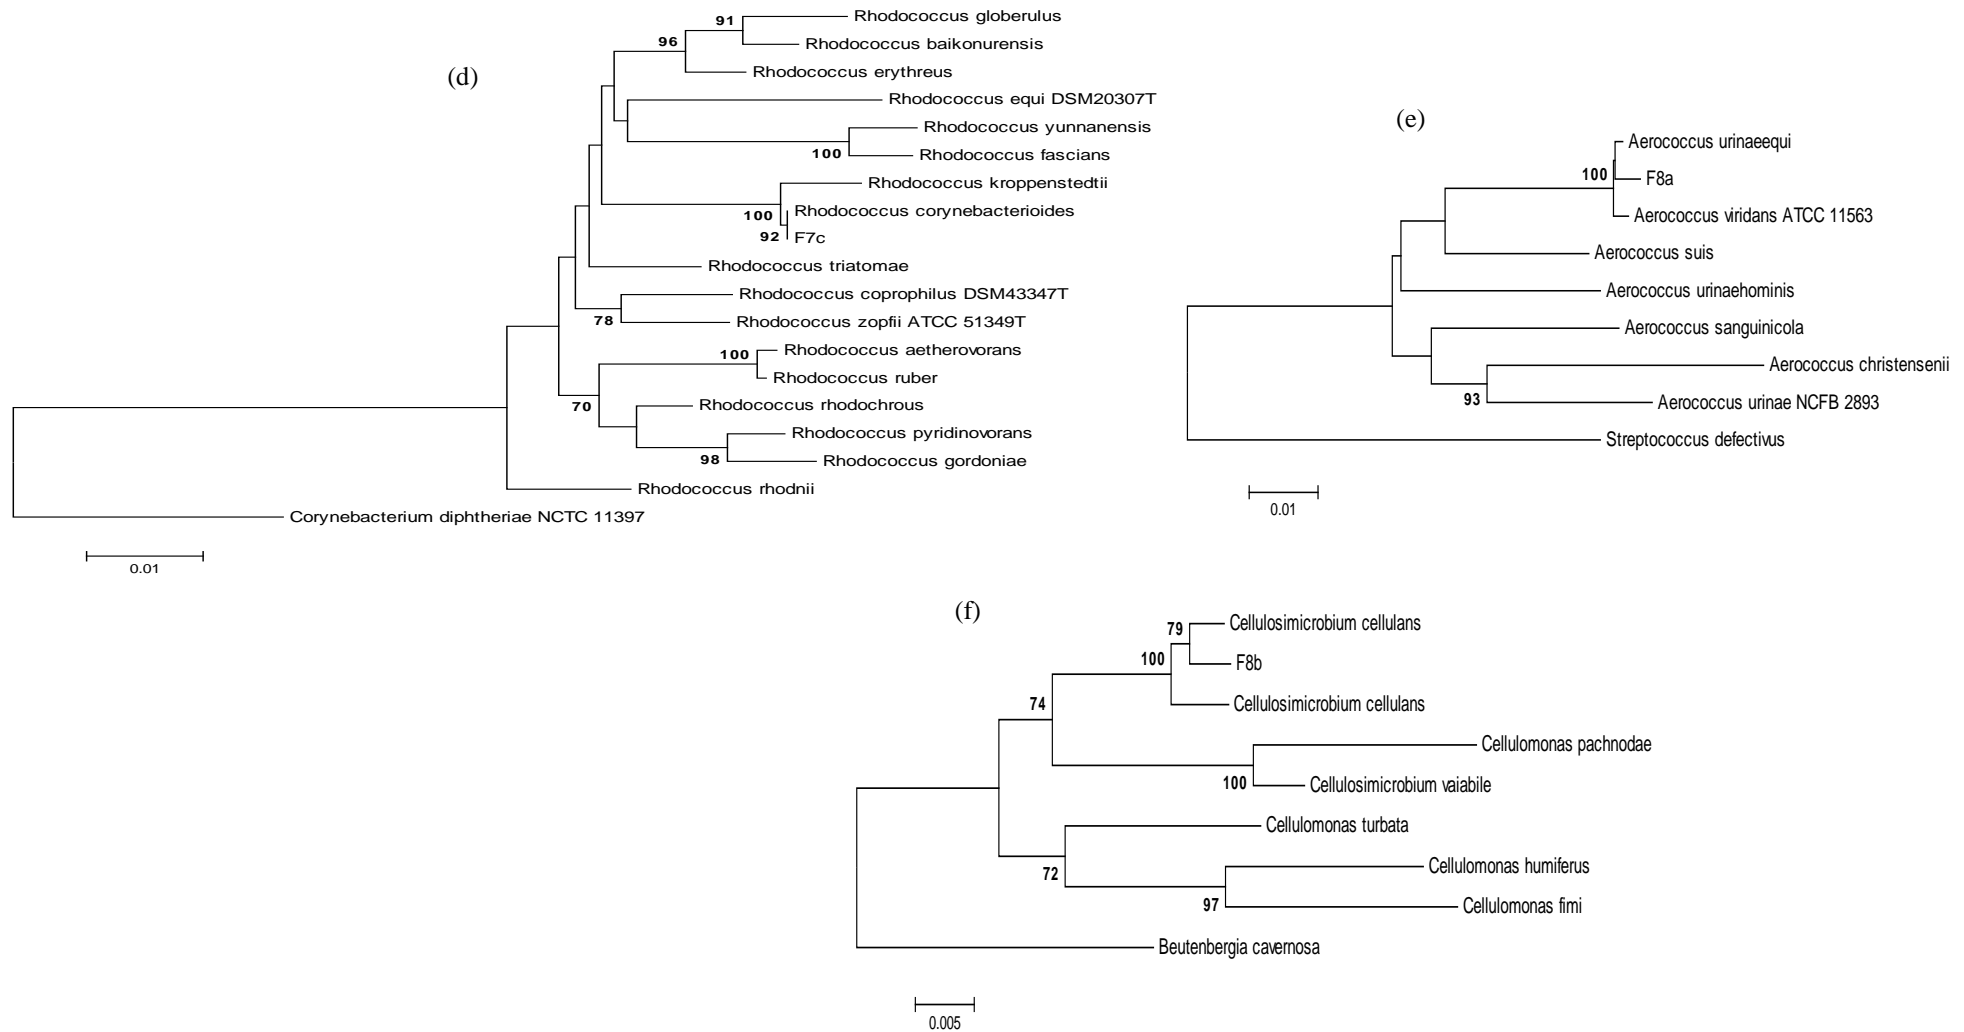 (d)
91
Rhodococcus globerulus
96
Rhodococcus baikonurensis
Rhodococcus erythreus
Rhodococcus equi DSM20307T
Rhodococcus yunnanensis
100
Rhodococcus fascians
Rhodococcus kroppenstedtii
100
Rhodococcus corynebacterioides
92
F7c
Rhodococcus triatomae
Rhodococcus coprophilus DSM43347T
78
Rhodococcus zopfii ATCC 51349T
100
Rhodococcus aetherovorans
Rhodococcus ruber
70
Rhodococcus rhodochrous
Rhodococcus pyridinovorans
98
Rhodococcus gordoniae
Rhodococcus rhodnii
Corynebacterium diphtheriae NCTC 11397
0.01
(e)
Aerococcus urinaeequi
100
F8a
Aerococcus viridans ATCC 11563
Aerococcus suis
Aerococcus urinaehominis
Aerococcus sanguinicola
Aerococcus christensenii
93
Aerococcus urinae NCFB 2893
Streptococcus defectivus
0.01
(f)
79
Cellulosimicrobium cellulans
100
F8b
74
Cellulosimicrobium cellulans
Cellulomonas pachnodae
100
Cellulosimicrobium vaiabile
Cellulomonas turbata
72
Cellulomonas humiferus
97
Cellulomonas fimi
Beutenbergia cavernosa
0.005